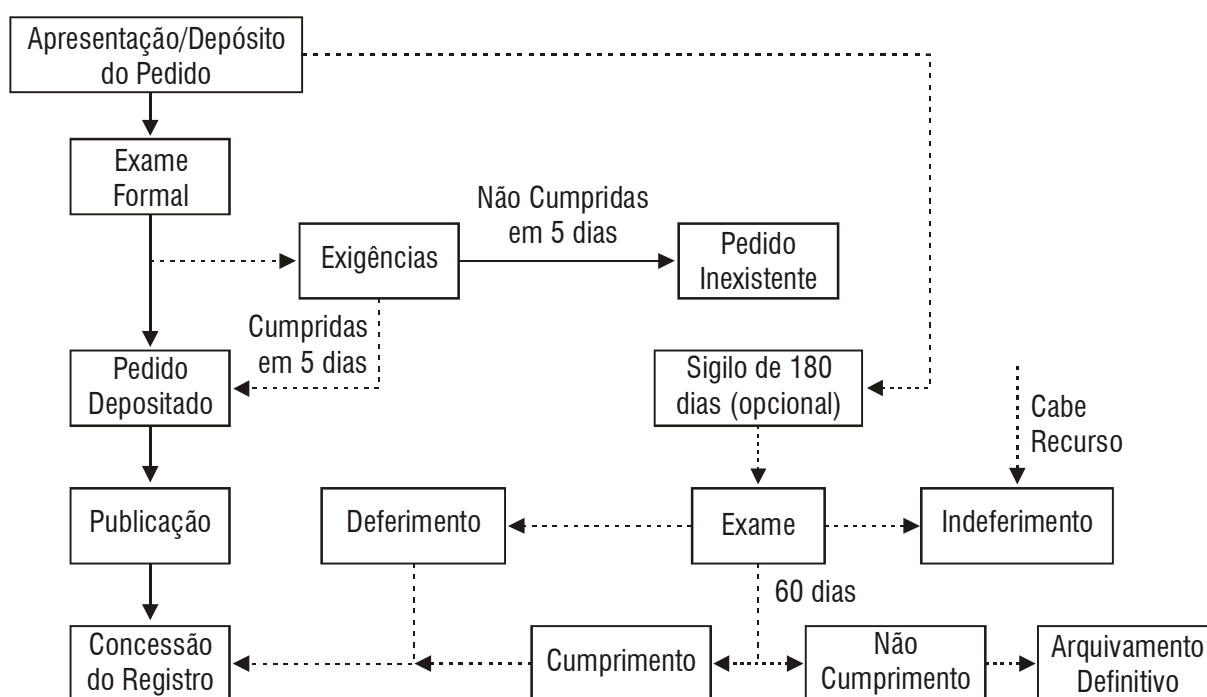 Apresentação/Depósito
do Pedido
Exame
Formal
Não Cumpridas
em 5 dias
Exigências
Pedido
Inexistente
Cumpridas
em 5 dias
Pedido
Depositado
Sigilo de 180
dias (opcional)
Cabe
Recurso
Publicação
Deferimento
Exame
Indeferimento
60 dias
Concessão
do Registro
Cumprimento
Não
Cumprimento
Arquivamento
Definitivo